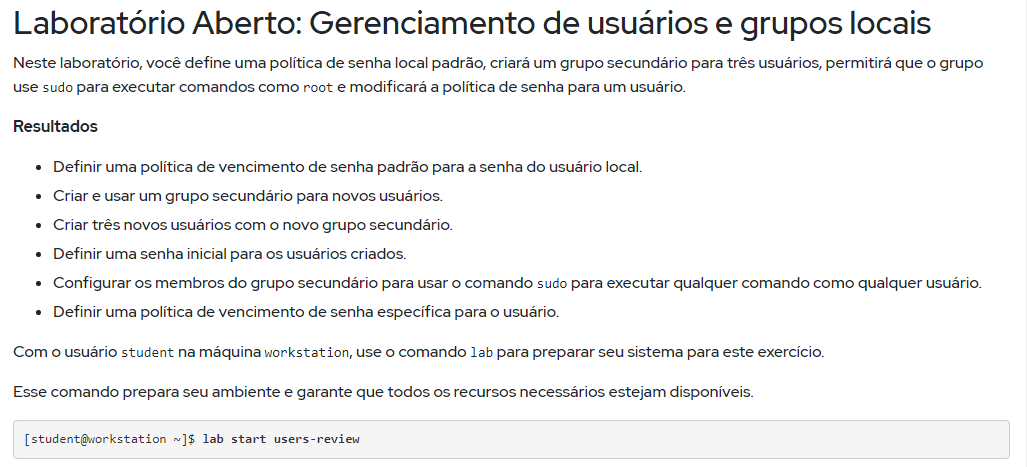 Laboratório Aberto: Gerenciamento de usuários e grupos locais
Neste laboratório, você define uma política de senha local padrão, criará um grupo secundário para três usuários, permitirá que o grupo
use sudo para executar comandos como root e modificará a política de senha para um usuário.
Resultados
• Definir uma política de vencimento de senha padrão para a senha do usuário local.
• Criar e usar um grupo secundário para novos usuários.
• Criar três novos usuários com o novo grupo secundário.
• Definir uma senha inicial para os usuários criados.
• Configurar os membros do grupo secundário para usar o comando sudo para executar qualquer comando como qualquer usuário.
• Definir uma política de vencimento de senha específica para o usuário.
Com o usuário student na máquina workstation, use o comando lab para preparar seu sistema para este exercício.
Esse comando prepara seu ambiente e garante que todos os recursos necessários estejam disponíveis.
[student@workstation ~]$ lab start users-review